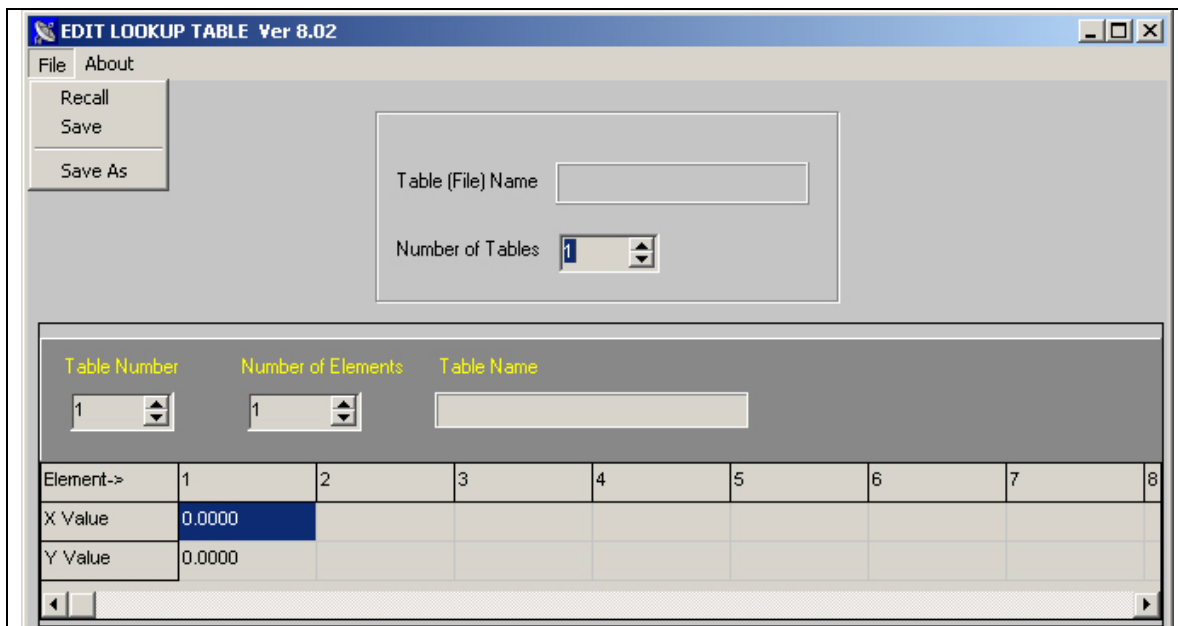 EDIT LOOKUP TABLE Ver 8.02
File About
Recall
Save
Save As
Table (File) Name
Number of Tables 1
Table Number Number of Elements Table Name
1 1
Element-> 1 2 3 4 5 6 7 8
X Value 0.0000
Y Value 0.0000